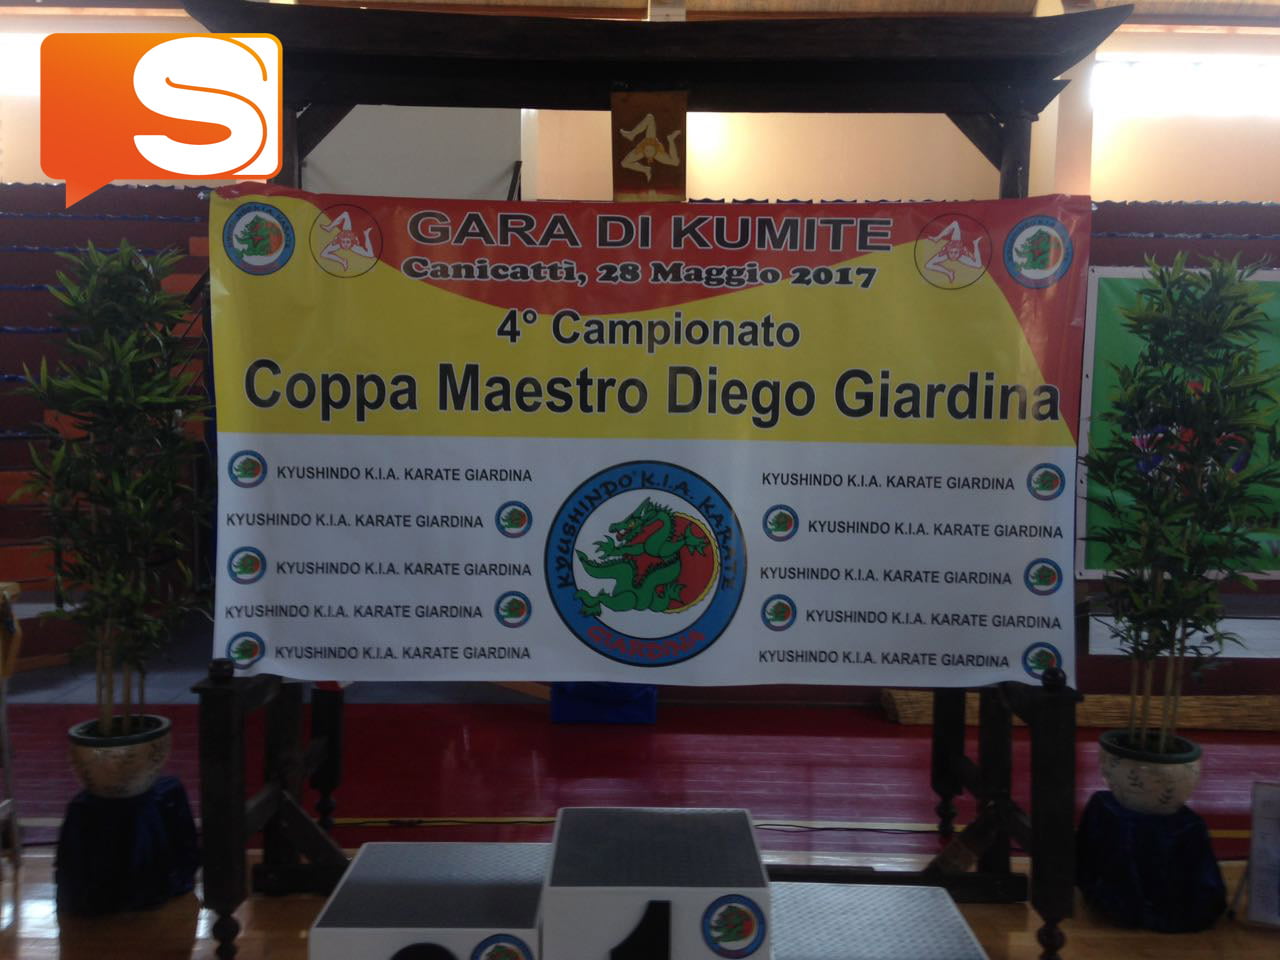 S
GARA DI KUMITE
Canicattì, 28 Maggio 2017
4° Campionato
Coppa Maestro Diego Giardina
KYUSHINDO K.I.A. KARATE GIARDINA
KYUSHINDO K.I.A. KARATE GIARDINA
KYUSHINDO K.I.A. KARATE GIARDINA
KYUSHINDO K.I.A. KARATE GIARDINA
KYUSHINDO K.I.A. KARATE GIARDINA
KYUSHINDO K.I.A. KARATE
GIARDINA
KYUSHINDO K.I.A. KARATE GIARDINA
KYUSHINDO K.I.A. KARATE GIARDINA
KYUSHINDO K.I.A. KARATE GIARDINA
KYUSHINDO K.I.A. KARATE GIARDINA
KYUSHINDO K.I.A. KARATE GIARDINA
1
2